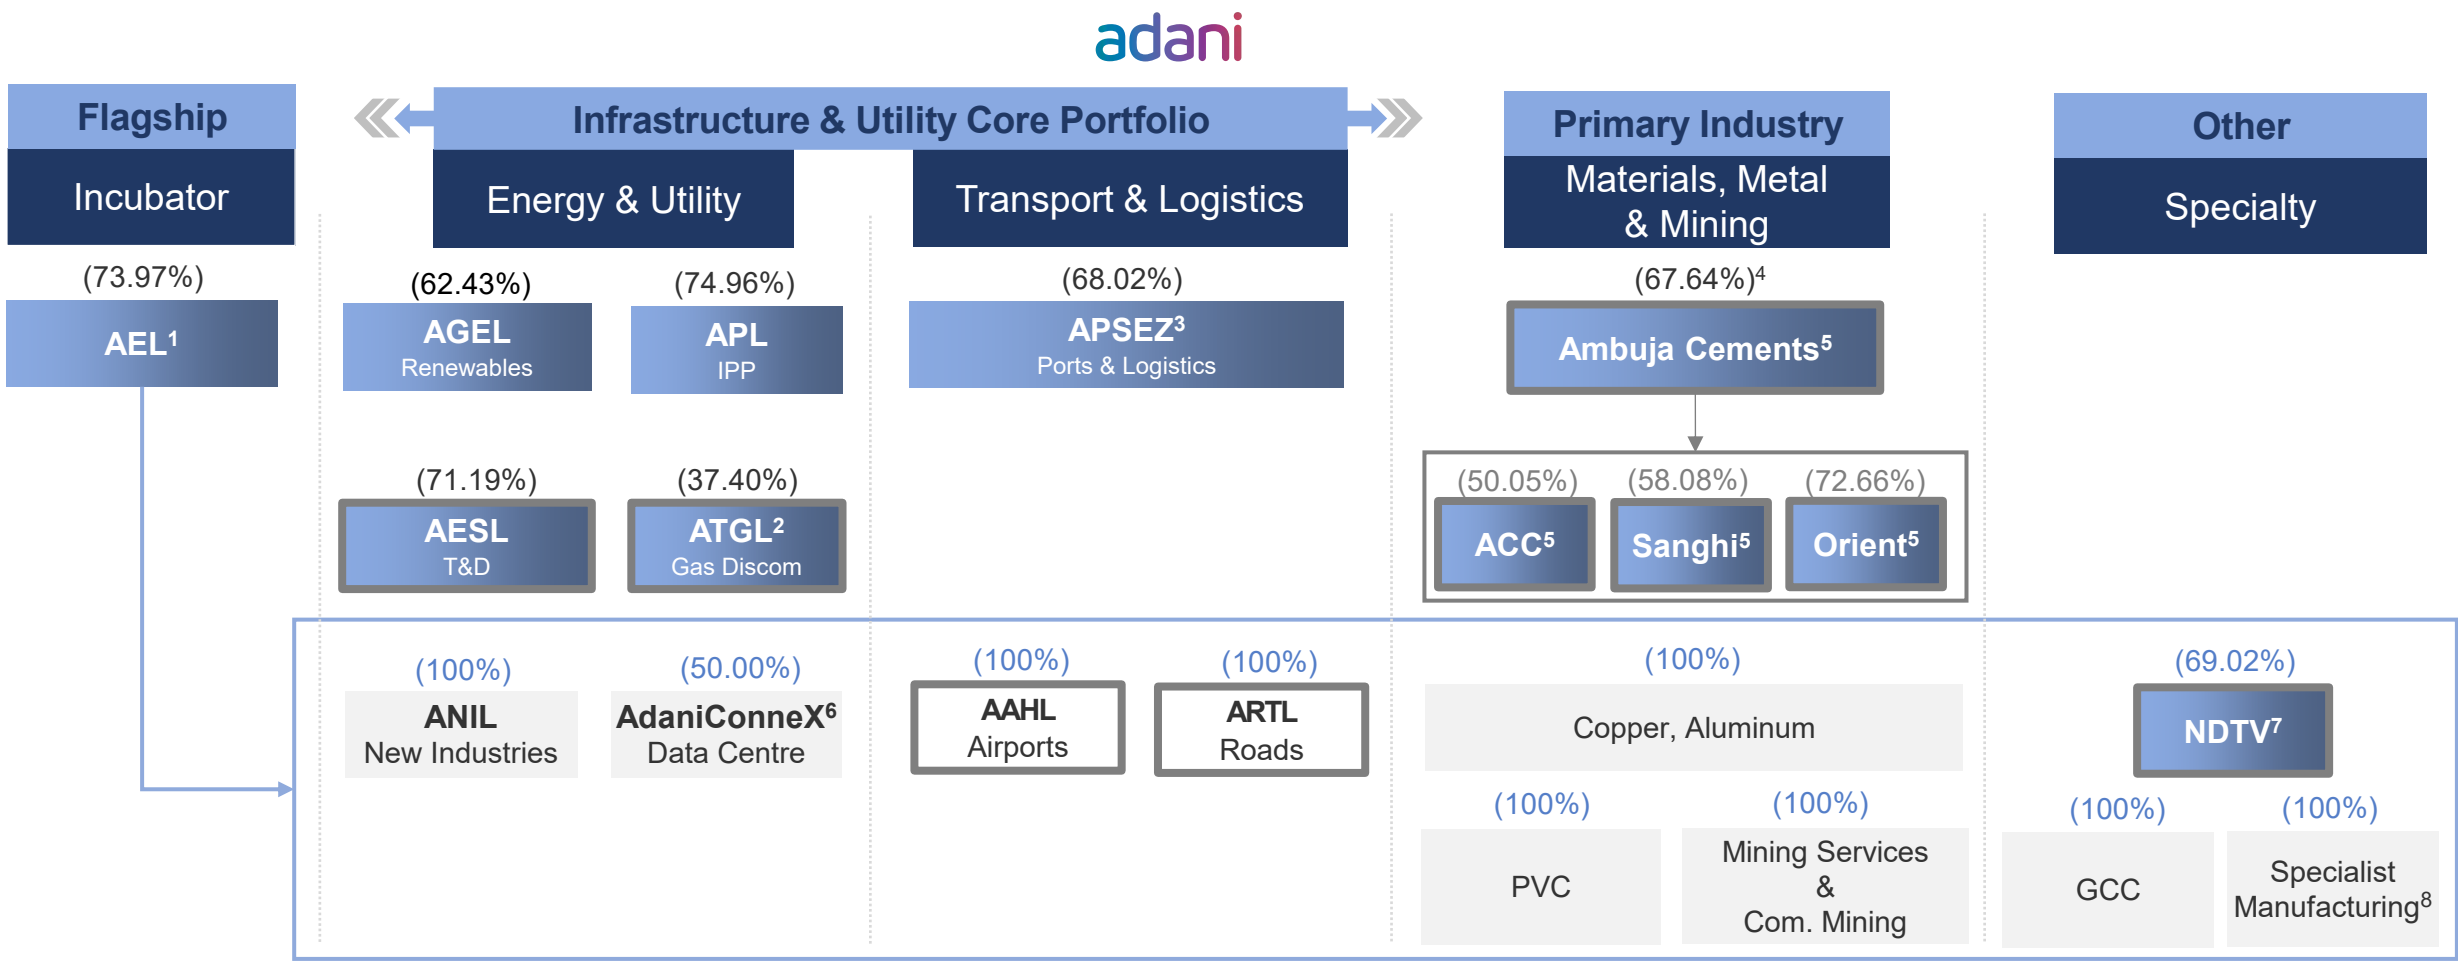 adani
Flagship
Incubator
(73.97%)
AEL1
Infrastructure & Utility Core Portfolio
Energy & Utility
Transport & Logistics
(62.43%)
AGEL
Renewables
(74.96%)
APL
IPP
(68.02%)
APSEZ3
Ports & Logistics
(71.19%)
AESL
T&D
(37.40%)
ATGL2
Gas Discom
Primary Industry
Materials, Metal
& Mining
(67.64%)4
Ambuja Cements5
(50.05%)
ACC5
(58.08%)
Sanghi5
(72.66%)
Orient5
Other
Specialty
(100%)
ANIL
New Industries
(50.00%)
AdaniConneX6
Data Centre
(100%)
AAHL
Airports
(100%)
ARTL
Roads
(100%)
Copper, Aluminum
(100%)
PVC
(100%)
Mining Services
&
Com. Mining
(69.02%)
NDTV7
(100%)
GCC
(100%)
Specialist
Manufacturing8